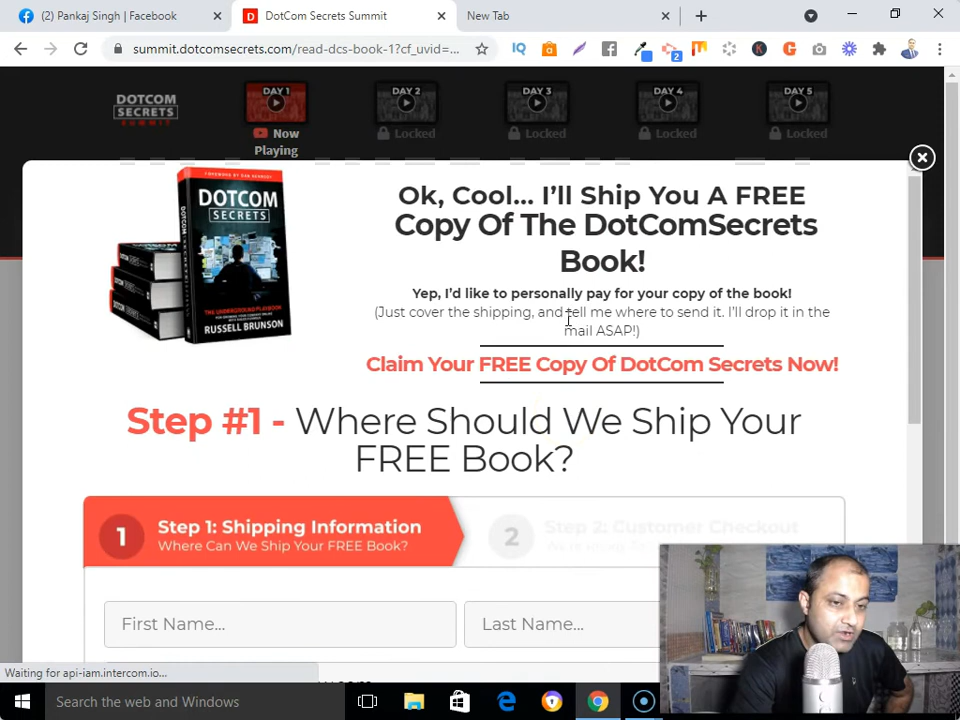 (2) Pankaj Singh | Facebook
DotCom Secrets Summit
New Tab
summit.dotcomsecrets.com/read-dcs-book-1?cf_uvid=...
2
DOTCOM
SECRETS
SUMMIT
DAY 1
DAY 2
DAY 3
DAY 4
DAY 5
Now
Playing
Locked
Locked
Locked
Locked
FOREWORD BY DAN KENNEDY
DOTCOM
SECRETS
THE UNDERGROUND PLAYBOOK
RUSSELL BRUNSON
Ok, Cool... I'll Ship You A FREE
Copy Of The DotComSecrets
Book!
Yep, I'd like to personally pay for your copy of the book!
(Just cover the shipping, and tell me where to send it. I'll drop it in the
mail ASAP!)
Claim Your FREE Copy Of DotCom Secrets Now!
Step #1 - Where Should We Ship Your
FREE Book?
1
Step 1: Shipping Information
Where Can We Ship Your FREE Book?
2
Step 2: Customer Checkout
First Name...
Last Name...
Waiting for api-iam.intercom.io...
Search the web and Windows